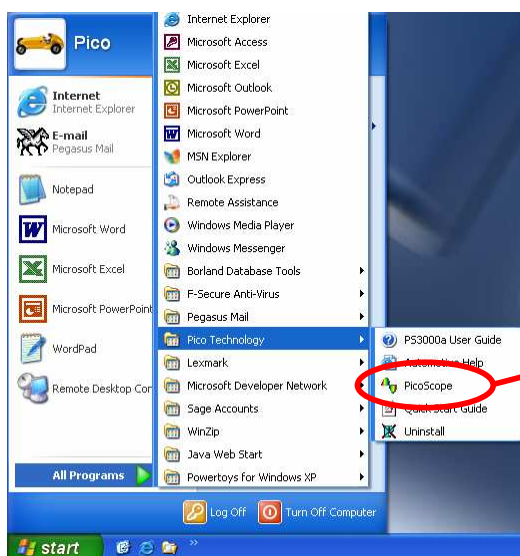 Pico
Internet
Internet Explorer
E-mail
Pegasus Mail
Notepad
Microsoft Word
Microsoft Excel
Microsoft PowerPoint
WordPad
Remote Desktop Con
All Programs
Internet Explorer
Microsoft Access
Microsoft Excel
Microsoft Outlook
Microsoft PowerPoint
Microsoft Word
MSN Explorer
Outlook Express
Remote Assistance
Windows Media Player
Windows Messenger
Borland Database Tools
F-Secure Anti-Virus
Pegasus Mail
Pico Technology
Lexmark
Microsoft Developer Network
Sage Accounts
WinZip
Java Web Start
Powertoys for Windows XP
PS3000a User Guide
Automotive Help
PicoScope
Quick Start Guide
Uninstall
Log Off
Turn Off Computer
start